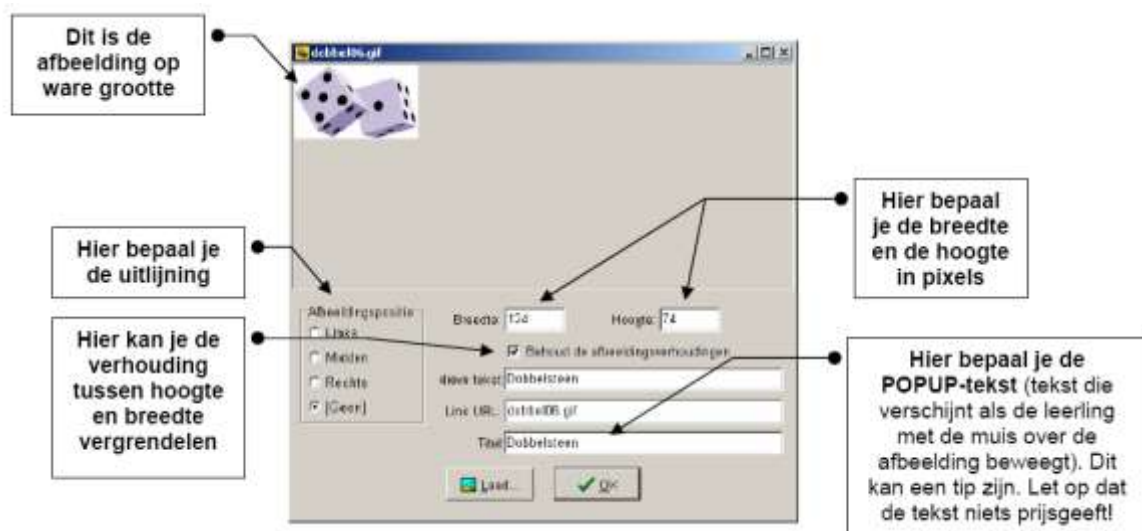 Dit is de
afbeelding op
ware grootte
dobbel06.gif
Hier bepaal
je de breedte
en de hoogte
in pixels
Hier bepaal je
de uitlijning
Hier kan je de
verhouding
tussen hoogte
en breedte
vergrendelen
Afbeeldingspositie
Links
Midden
Rechts
[Geen]
Breedte: Hoogte: 74
Behoud de afbeeldingsverhoudingen
tekst Dobbelsteen
Link URL: dobbel06.gif
Titel Dobbelsteen
Laad...
OK
Hier bepaal je de
POPUP-tekst (tekst die
verschijnt als de leerling
met de muis over de
afbeelding beweegt). Dit
kan een tip zijn. Let op dat
de tekst niets prijsgeeft!